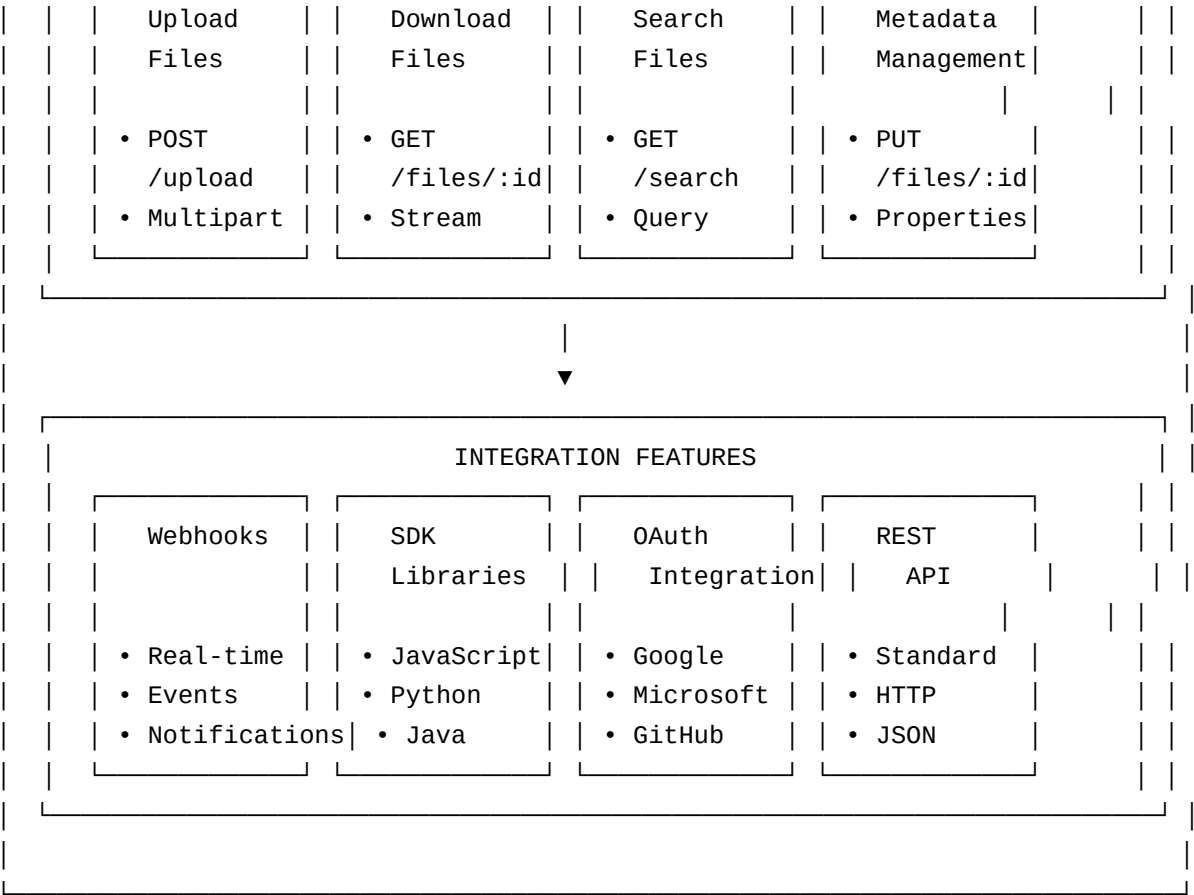 Upload Download Search Metadata
Files Files Files Management
• POST • GET • GET • PUT
/upload /files/:id /search /files/:id
• Multipart • Stream • Query • Properties
▼
INTEGRATION FEATURES
Webhooks SDK OAuth REST
Libraries Integration API
• Real-time • JavaScript • Google • Standard
• Events • Python • Microsoft • HTTP
• Notifications • Java • GitHub • JSON